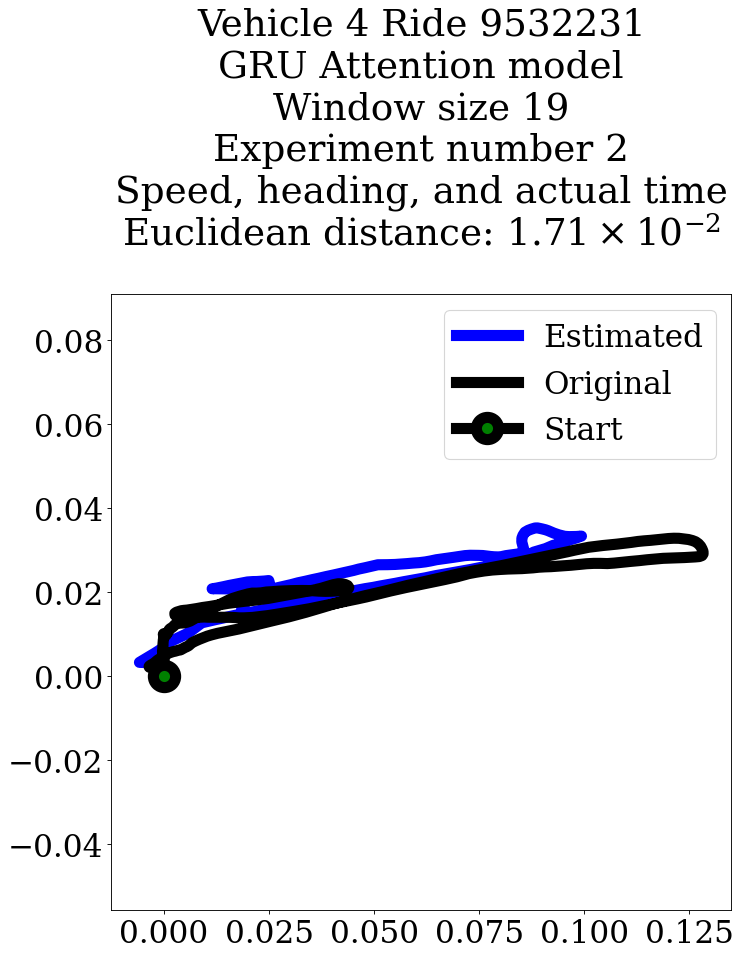 Vehicle 4 Ride 9532231
GRU Attention model
Window size 19
Experiment number 2
Speed, heading, and actual time
Euclidean distance: 1.71 × 10⁻²
Estimated
Original
Start
0.08
0.06
0.04
0.02
0.00
−0.02
−0.04
0.000 0.025 0.050 0.075 0.100 0.125